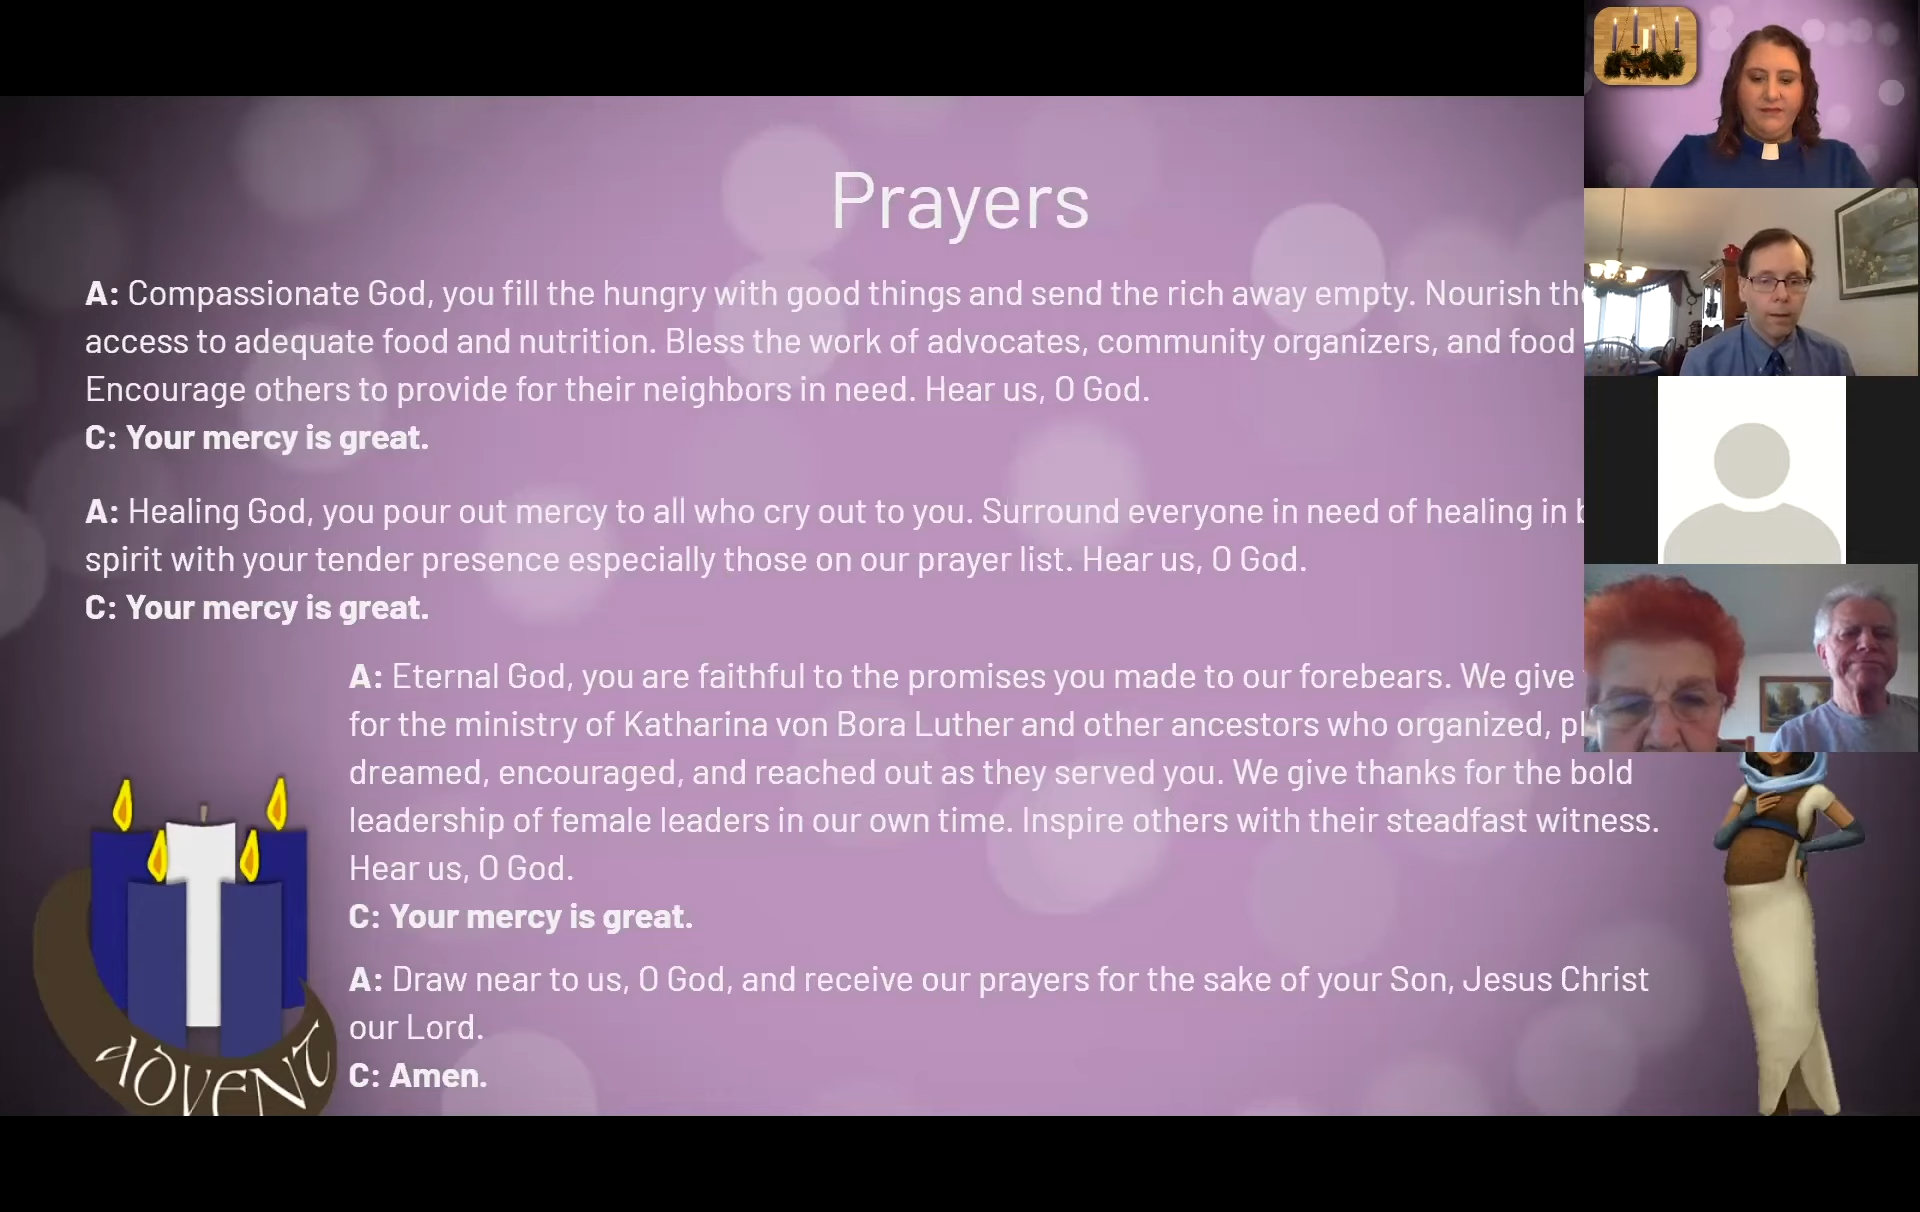 Prayers
A: Compassionate God, you fill the hungry with good things and send the rich away empty. Nourish
access to adequate food and nutrition. Bless the work of advocates, community organizers, and food
Encourage others to provide for their neighbors in need. Hear us, O God.
C: Your mercy is great.
A: Healing God, you pour out mercy to all who cry out to you. Surround everyone in need of healing in
spirit with your tender presence especially those on our prayer list. Hear us, O God.
C: Your mercy is great.
A: Eternal God, you are faithful to the promises you made to our forebears. We give
for the ministry of Katharina von Bora Luther and other ancestors who organized,
dreamed, encouraged, and reached out as they served you. We give thanks for the bold
leadership of female leaders in our own time. Inspire others with their steadfast witness.
Hear us, O God.
C: Your mercy is great.
A: Draw near to us, O God, and receive our prayers for the sake of your Son, Jesus Christ
our Lord.
C: Amen.
ADVENT